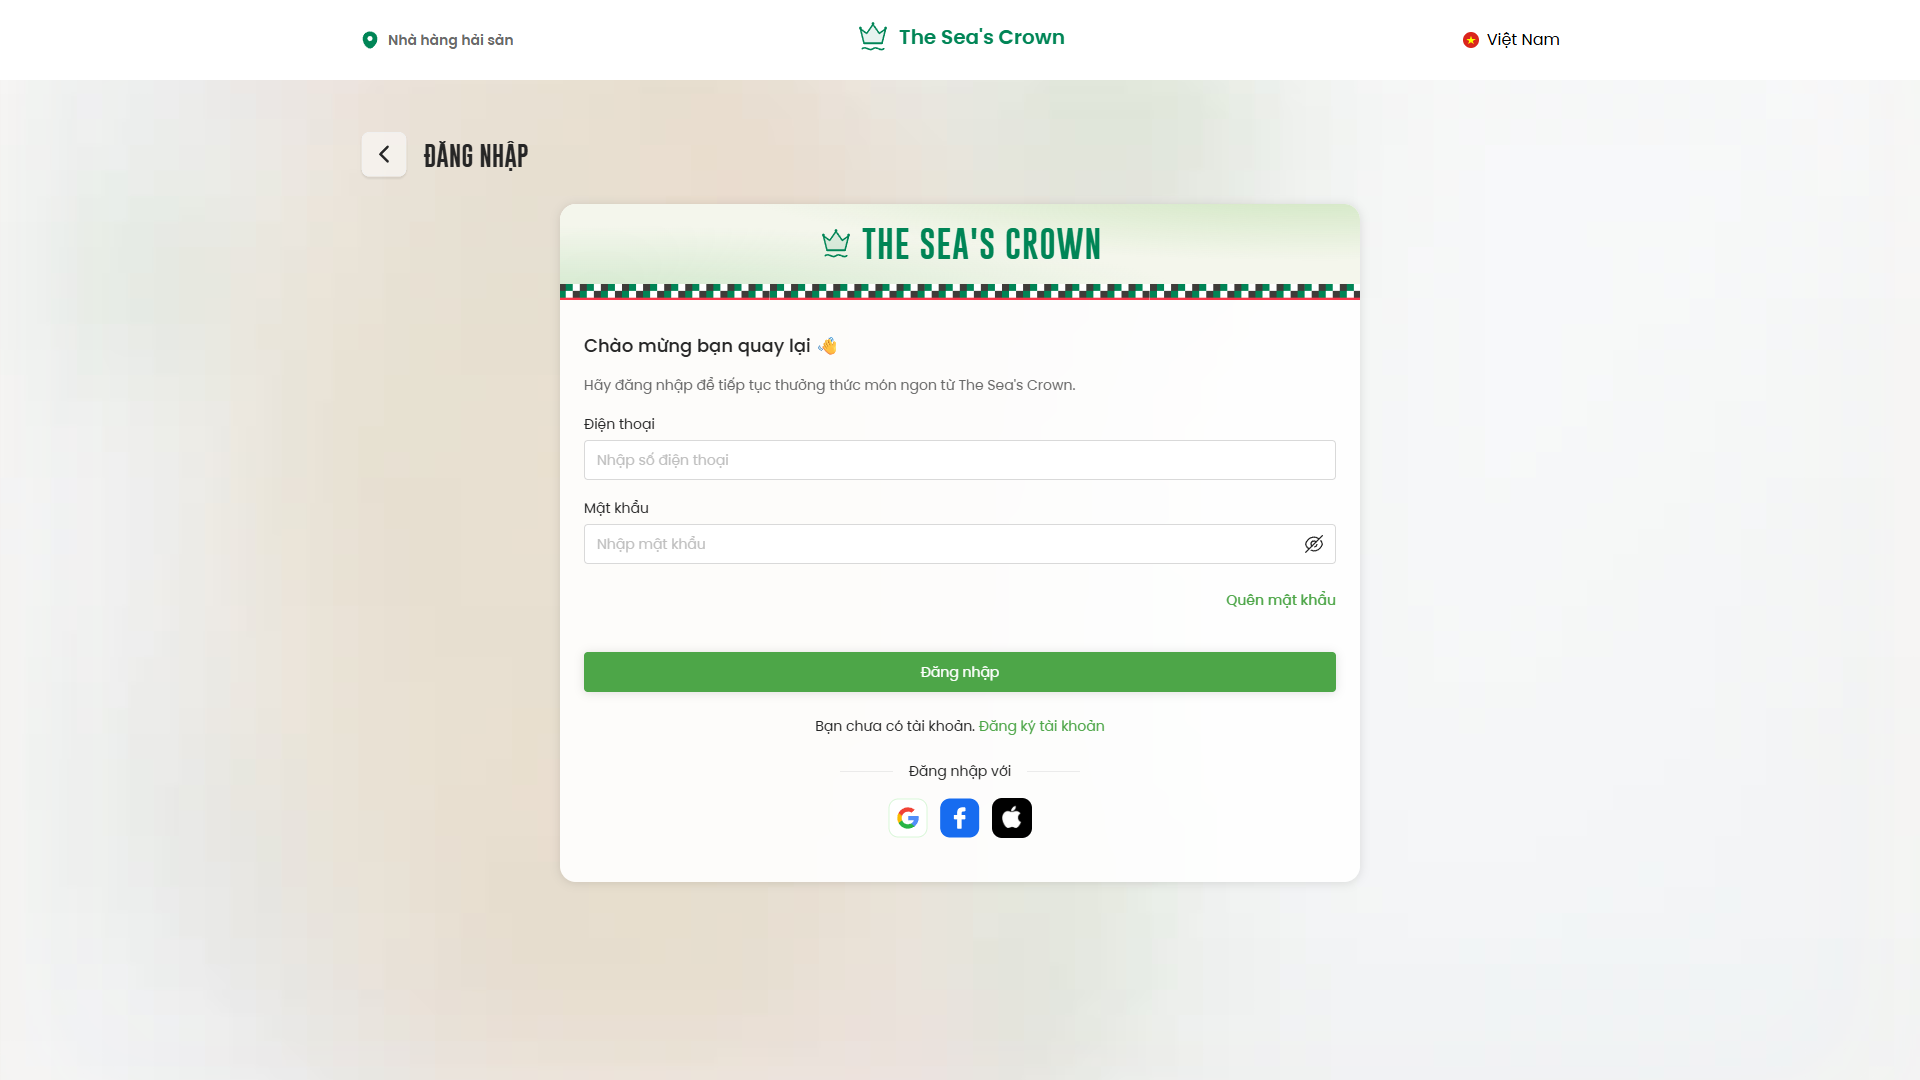 Nhà hàng hải sản
The Sea's Crown
Việt Nam
ĐĂNG NHẬP
THE SEA'S CROWN
Chào mừng bạn quay lại 👋
Hãy đăng nhập để tiếp tục thưởng thức món ngon từ The Sea's Crown.
Điện thoại
Nhập số điện thoại
Mật khẩu
Nhập mật khẩu
Quên mật khẩu
Đăng nhập
Bạn chưa có tài khoản. Đăng ký tài khoản
Đăng nhập với